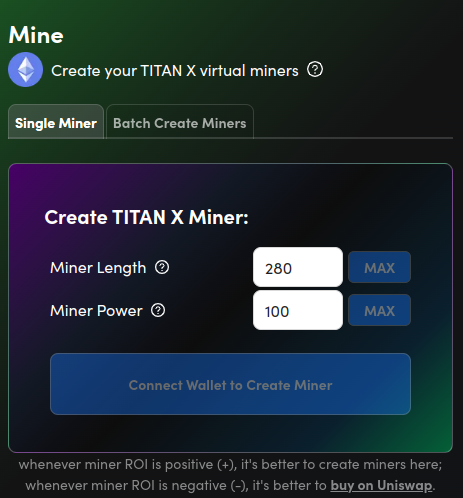 Mine
Create your TITAN X virtual miners ?
Single Miner
Batch Create Miners
Create TITAN X Miner:
Miner Length ? 280 MAX
Miner Power ? 100 MAX
Connect Wallet to Create Miner
whenever miner ROI is positive (+), it's better to create miners here;
whenever miner ROI is negative (-), it's better to buy on Uniswap.